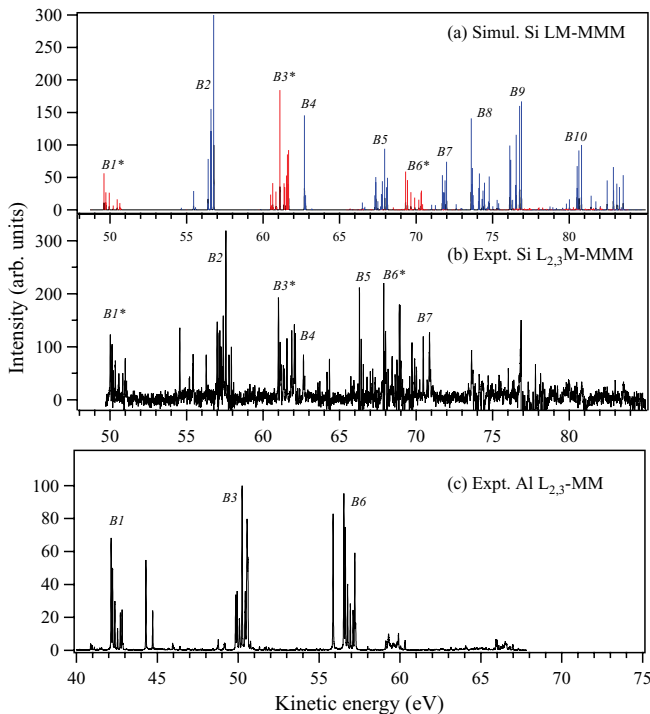 300
250
200
150
100
50
0
(a) Simul. Si LM-MMM
B1*
B2
B3*
B4
B5
B6*
B7
B8
B9
B10
50 55 60 65 70 75 80
300
200
100
0
(b) Expt. Si L2,3M-MMM
B1*
B2
B3*
B4
B5
B6*
B7
50 55 60 65 70 75 80
Intensity (arb. units)
100
80
60
40
20
0
(c) Expt. Al L2,3-MM
B1
B3
B6
40 45 50 55 60 65 70 75
Kinetic energy (eV)